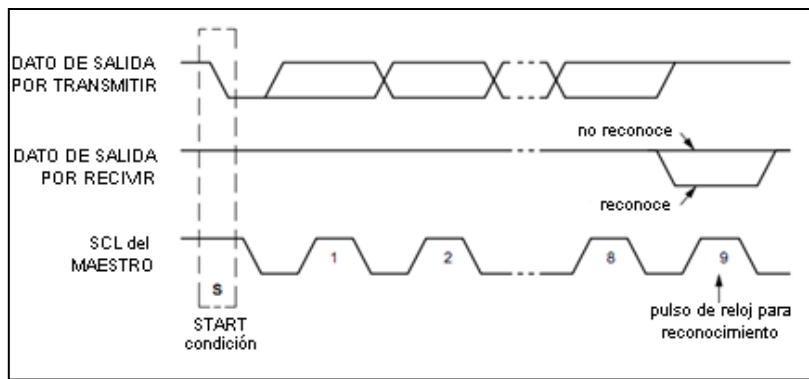 DATO DE SALIDA
POR TRANSMITIR
no reconoce
DATO DE SALIDA
POR RECIVIR
reconoce
SCL del
MAESTRO
1
2
8
9
S
START
condición
pulso de reloj para
reconocimiento